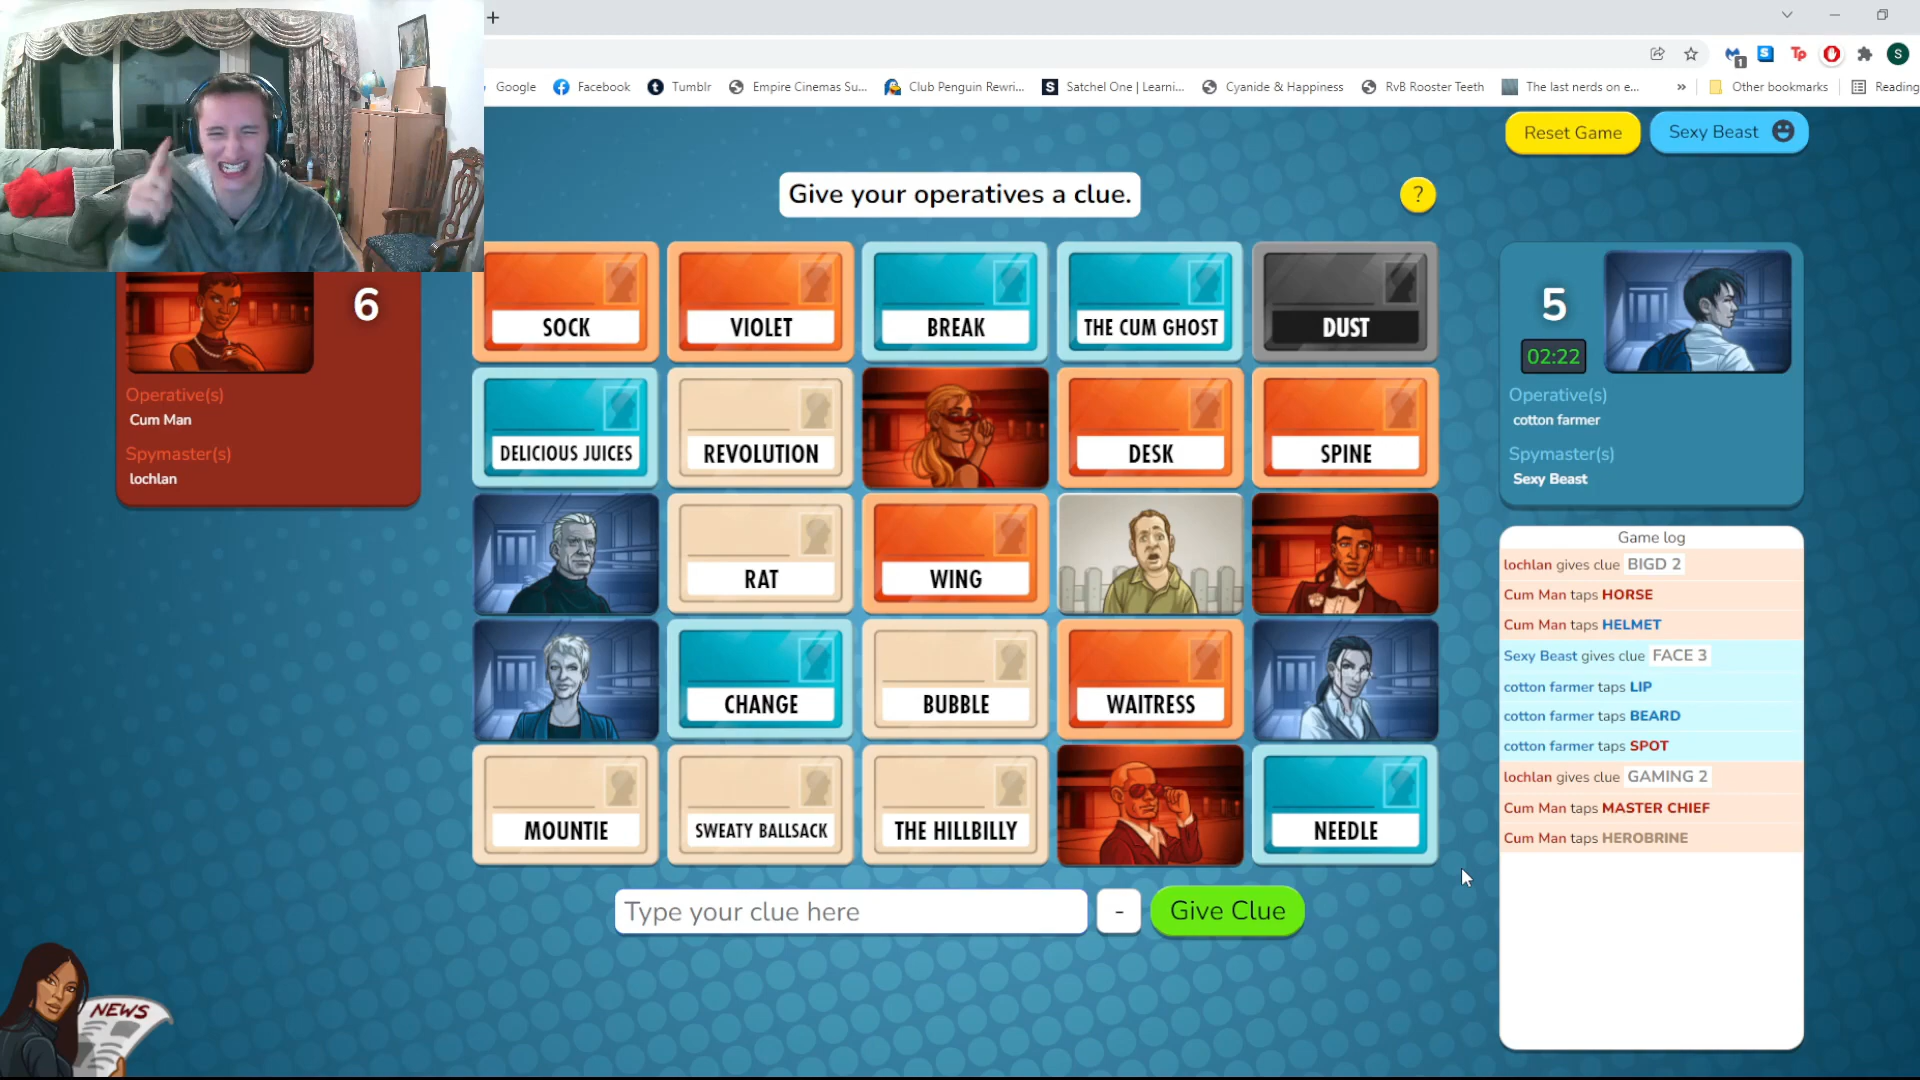 Google Facebook Tumblr Empire Cinemas Su... Club Penguin Rewri... Satchel One | Learni... Cyanide & Happiness RvB Rooster Teeth The last nerds on e... » Other bookmarks Reading
Reset Game Sexy Beast
Give your operatives a clue. ?
6
Operative(s)
Cum Man
Spymaster(s)
lochlan
SOCK VIOLET BREAK THE CUM GHOST DUST
DELICIOUS JUICES REVOLUTION DESK SPINE
RAT WING
CHANGE BUBBLE WAITRESS
MOUNTIE SWEATY BALLSACK THE HILLBILLY NEEDLE
Type your clue here - Give Clue
5
02:22
Operative(s)
cotton farmer
Spymaster(s)
Sexy Beast
Game log
lochlan gives clue BIGD 2
Cum Man taps HORSE
Cum Man taps HELMET
Sexy Beast gives clue FACE 3
cotton farmer taps LIP
cotton farmer taps BEARD
cotton farmer taps SPOT
lochlan gives clue GAMING 2
Cum Man taps MASTER CHIEF
Cum Man taps HEROBRINE
NEWS